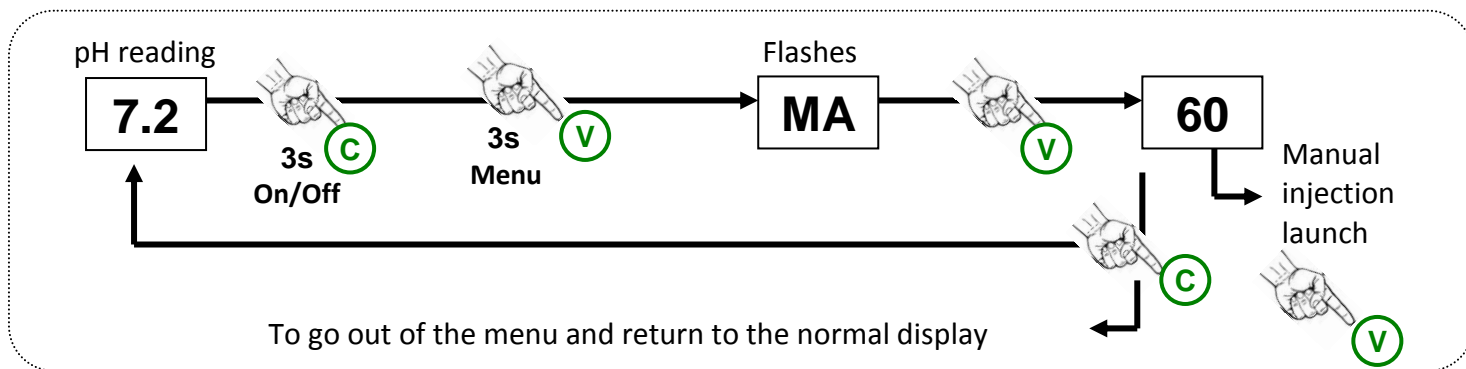 pH reading
7.2
3s
On/Off
C
3s
Menu
V
Flashes
MA
V
60
Manual
injection
launch
V
C
To go out of the menu and return to the normal display